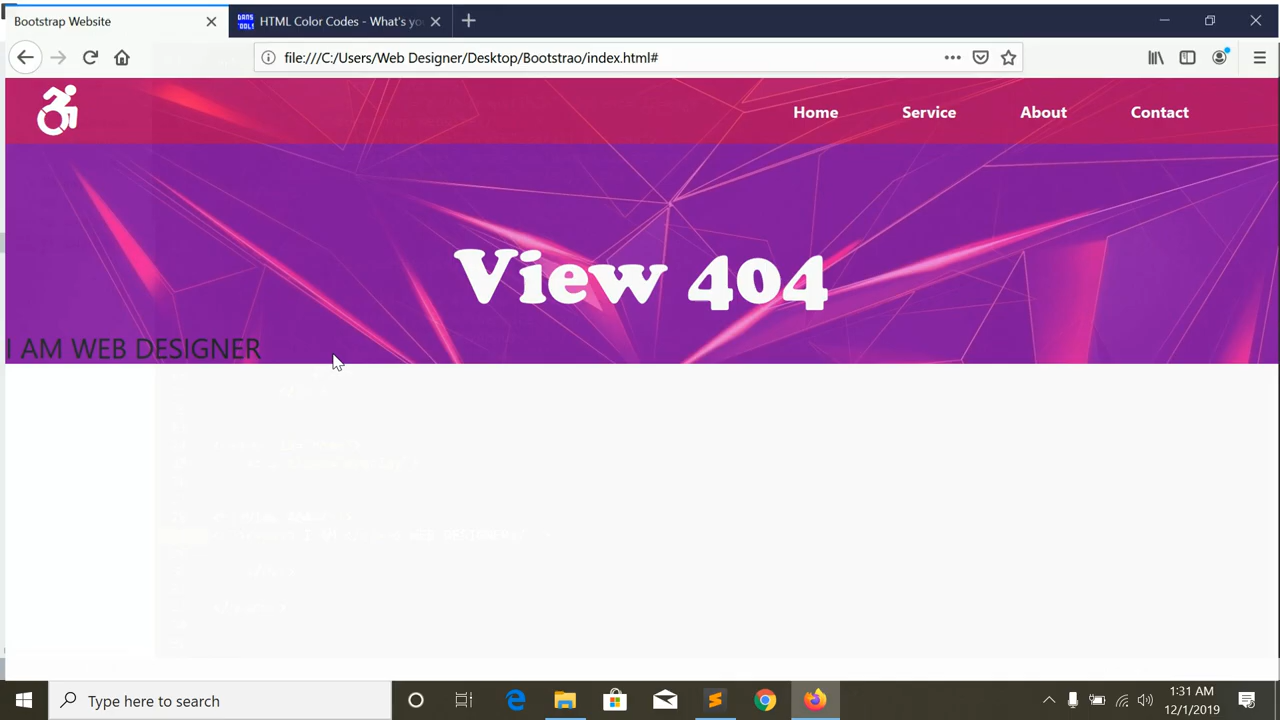 Bootstrap Website
HTML Color Codes - What's yo
file:///C:/Users/Web Designer/Desktop/Bootstrao/index.html#
Home Service About Contact
View 404
I AM WEB DESIGNER
Type here to search
1:31 AM
12/1/2019